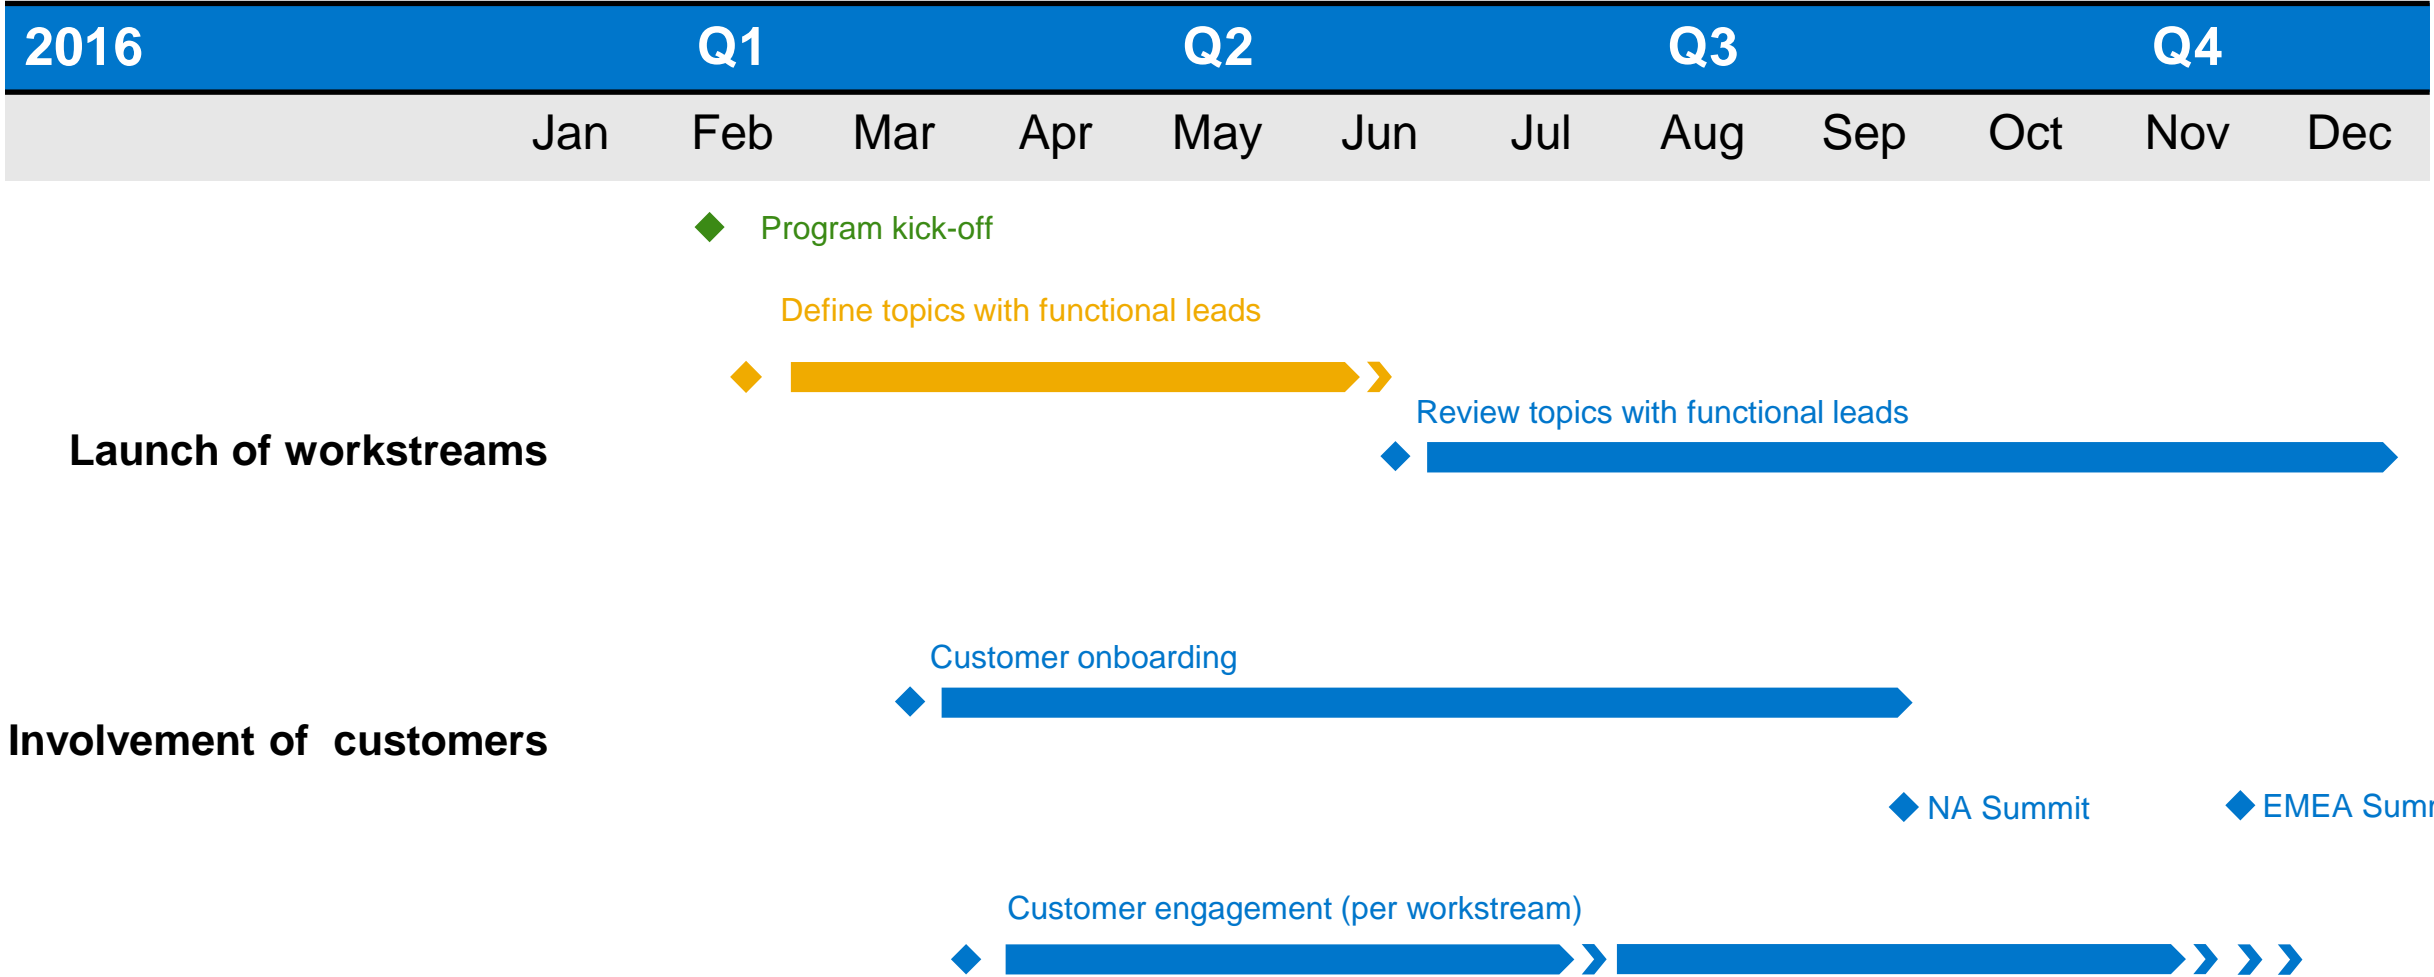 2016 Q1 Q2 Q3 Q4
Jan Feb Mar Apr May Jun Jul Aug Sep Oct Nov Dec
Program kick-off
Define topics with functional leads
Review topics with functional leads
Launch of workstreams
Customer onboarding
Involvement of customers
NA Summit EMEA
Customer engagement (per workstream)